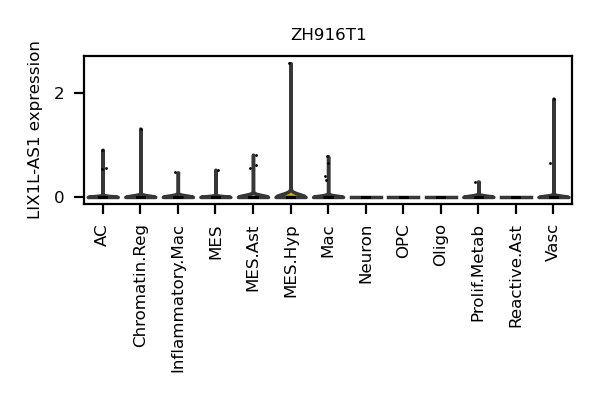 ZH916T1
LIX1L-AS1 expression
2
0
AC
Chromatin.Reg
Inflammatory.Mac
MES
MES.Ast
MES.Hyp
Mac
Neuron
OPC
Oligo
Prolif.Metab
Reactive.Ast
Vasc